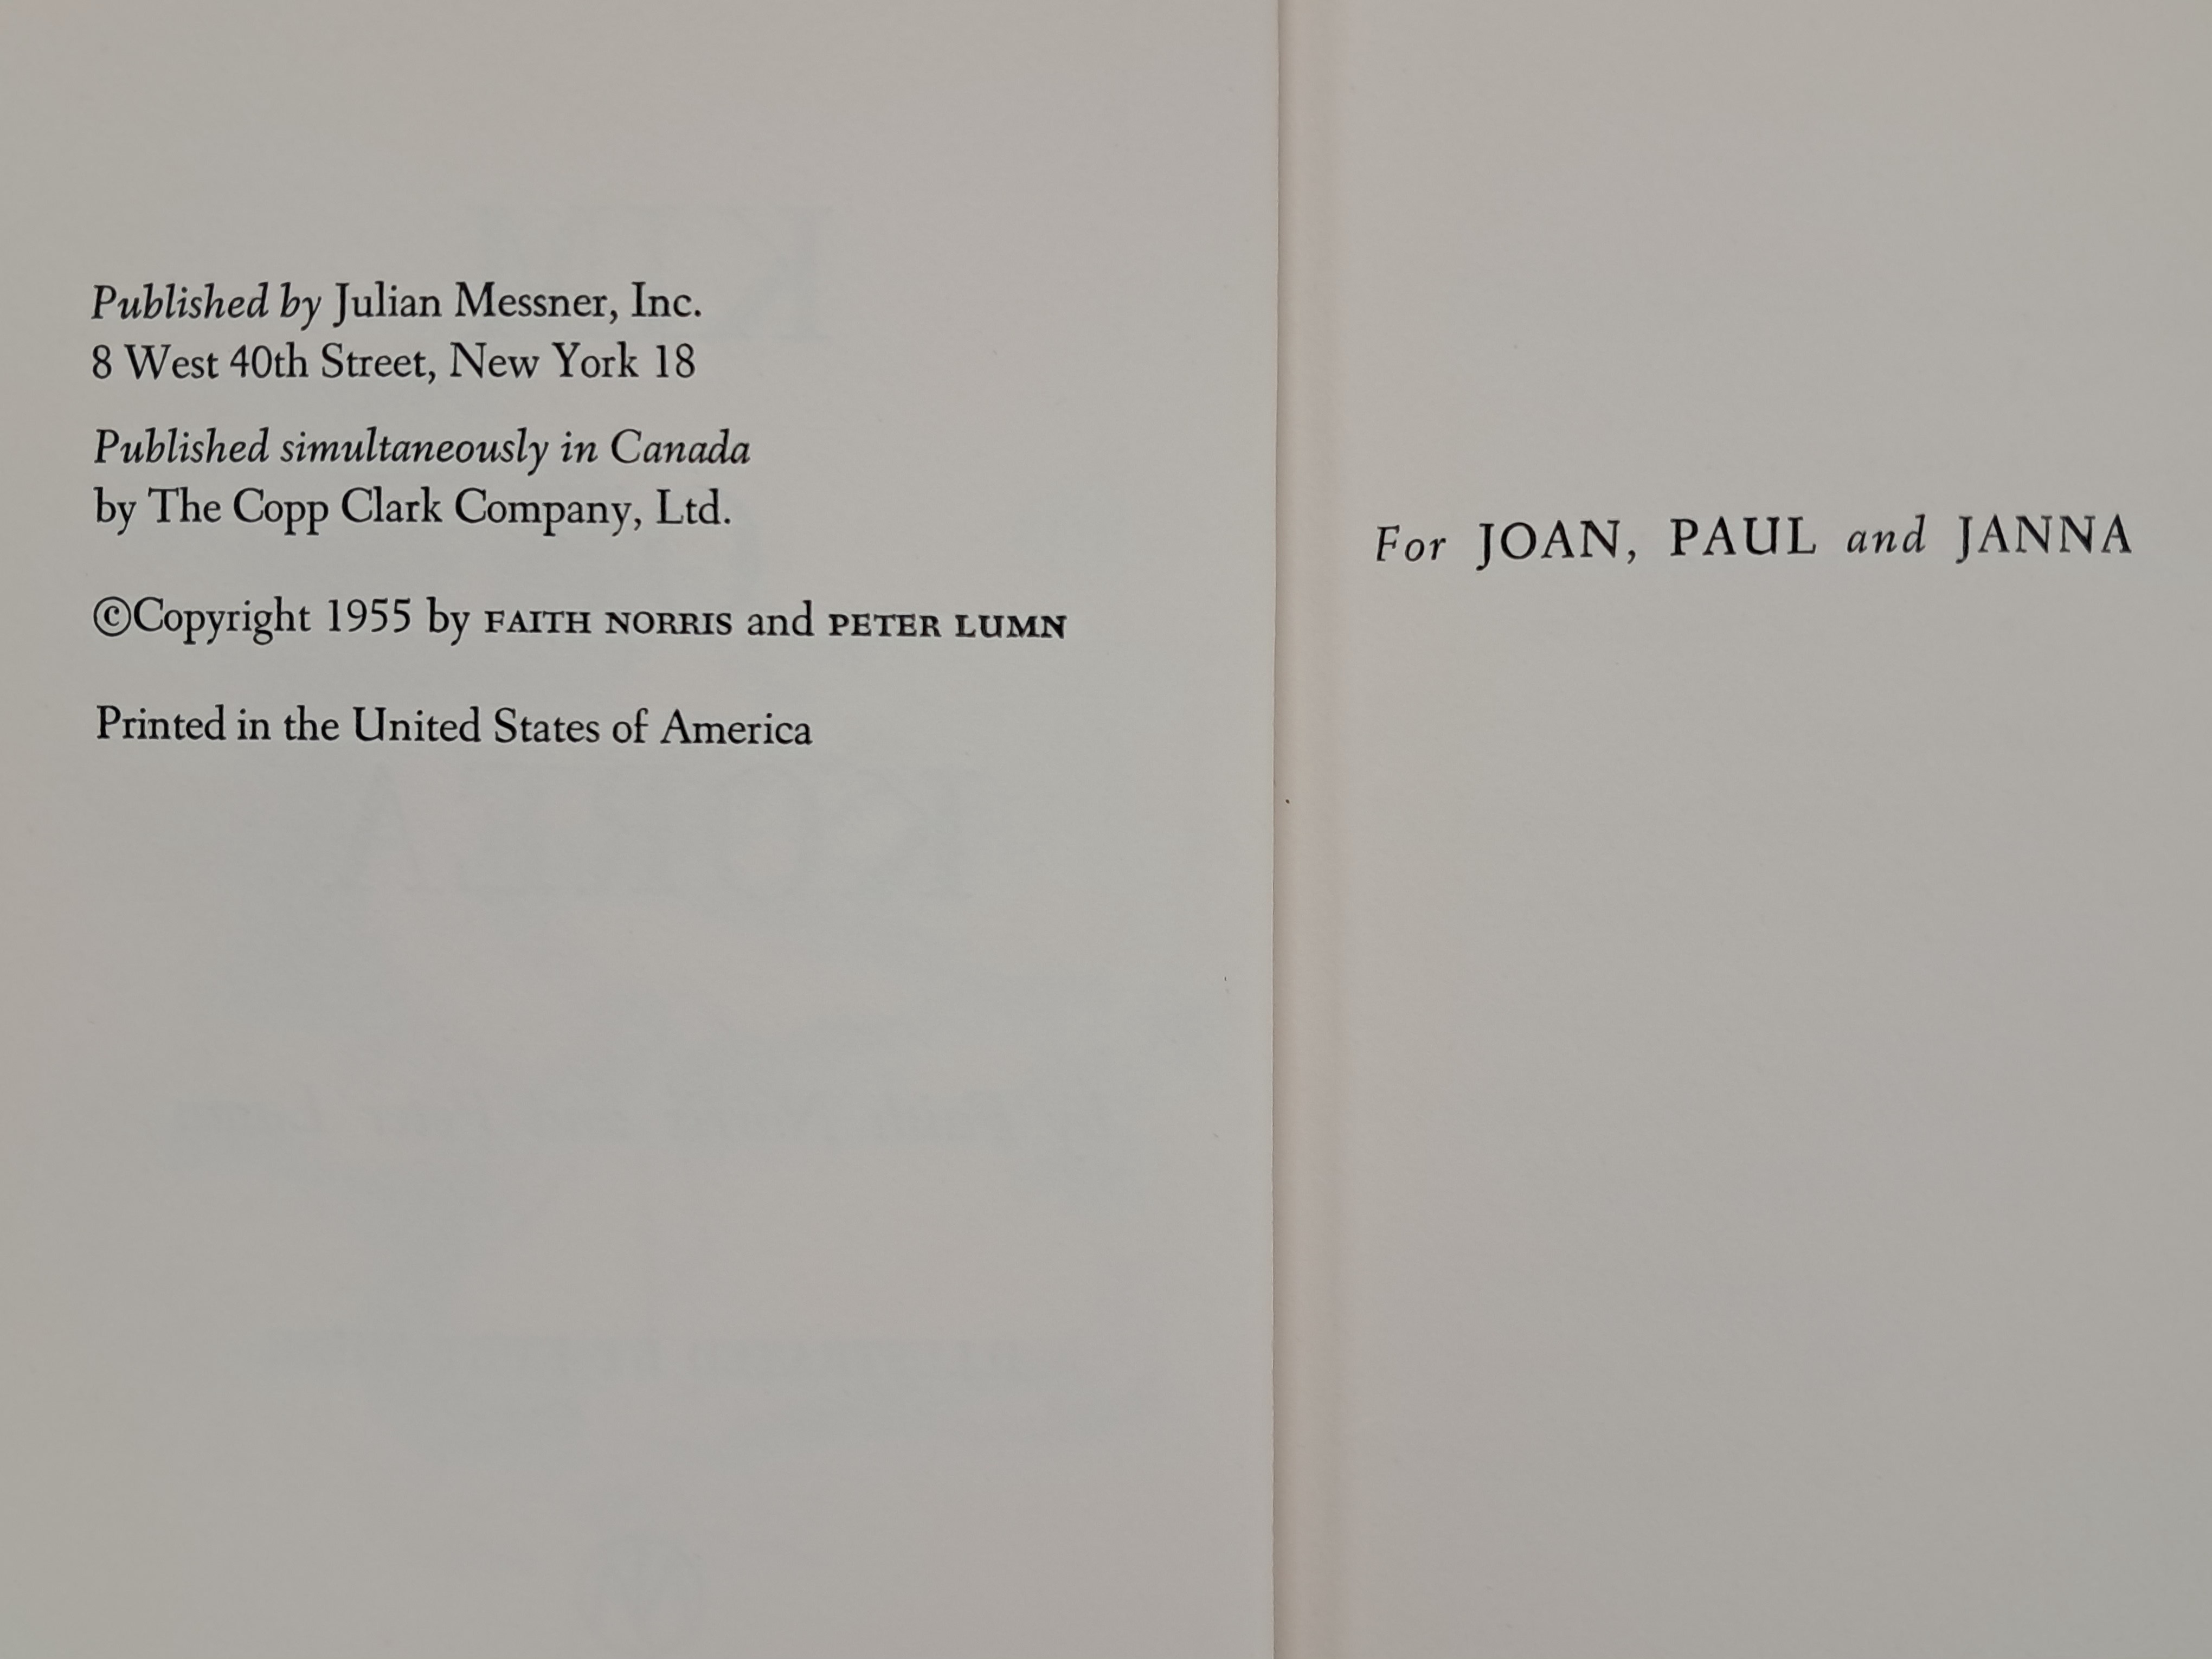 Published by Julian Messner, Inc.
8 West 40th Street, New York 18
Published simultaneously in Canada
by The Copp Clark Company, Ltd.
©Copyright 1955 by FAITH NORRIS and PETER LUMN
Printed in the United States of America
For JOAN, PAUL and JANNA